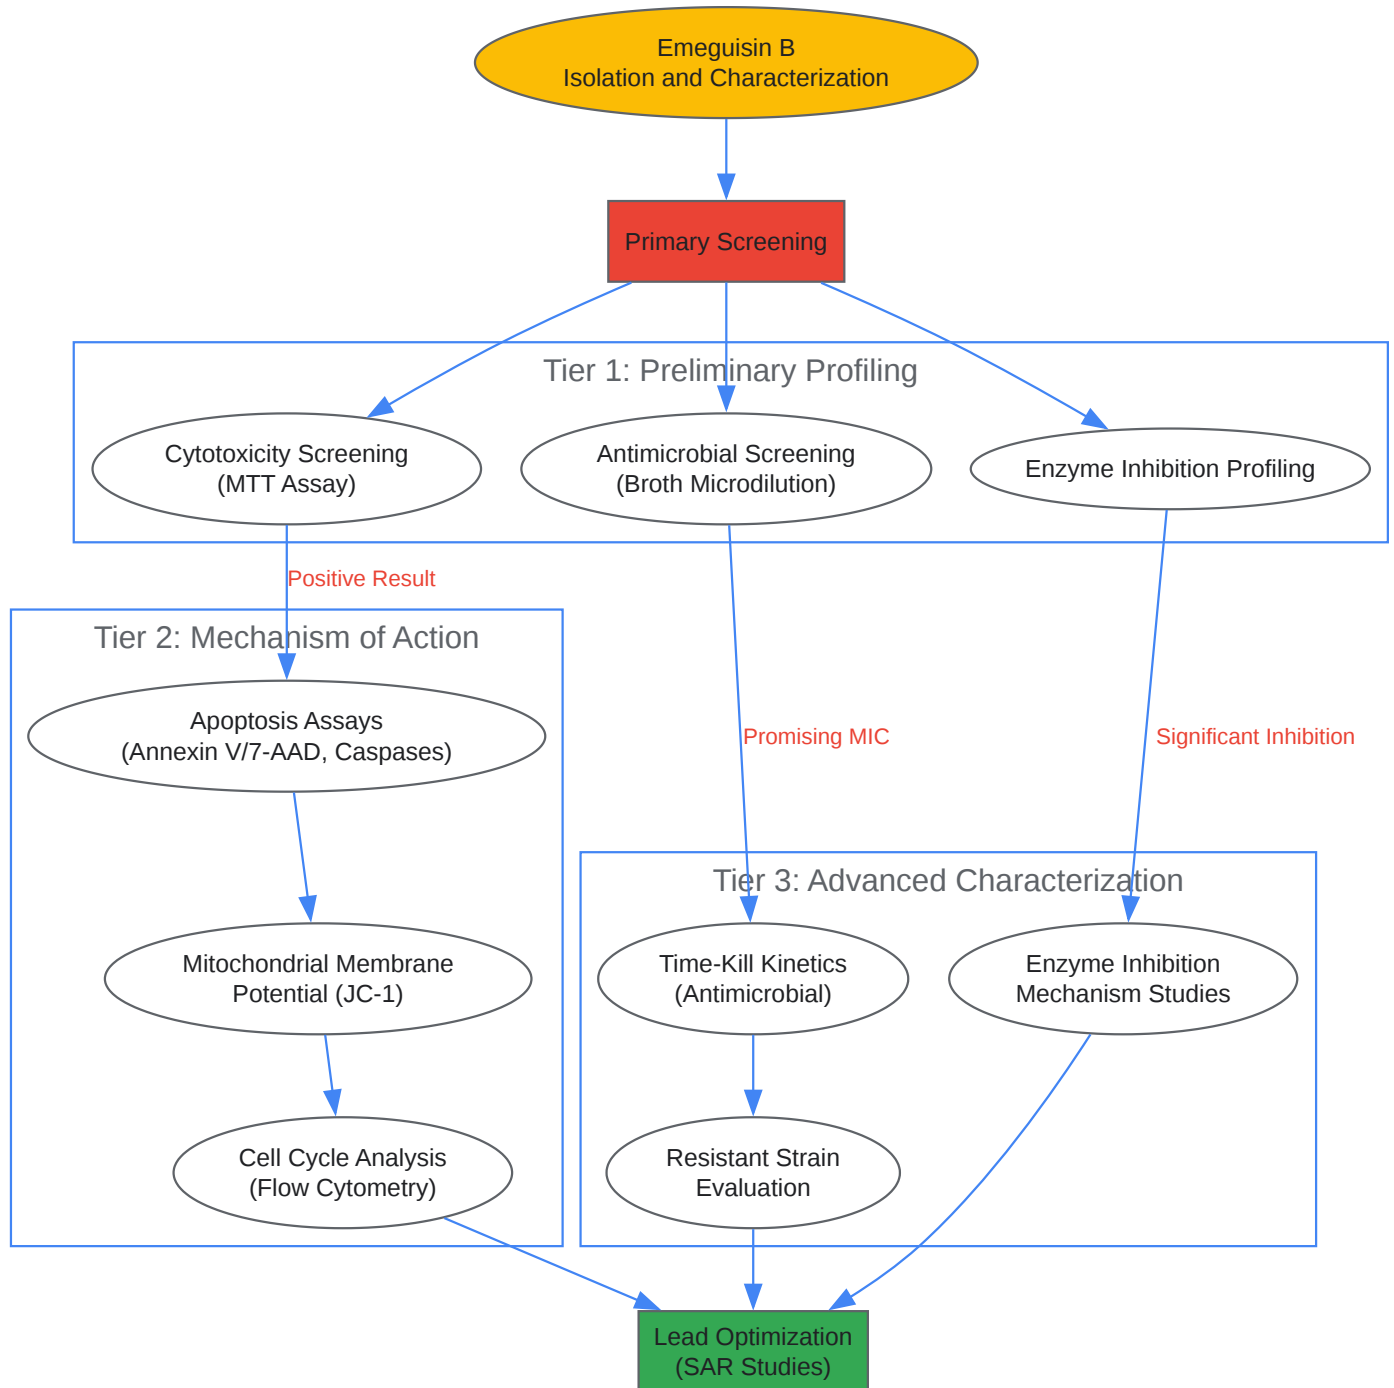 Emeguisin B
Isolation and Characterization
Primary Screening
Tier 1: Preliminary Profiling
Cytotoxicity Screening
(MTT Assay)
Antimicrobial Screening
(Broth Microdilution)
Enzyme Inhibition Profiling
Positive Result
Tier 2: Mechanism of Action
Apoptosis Assays
(Annexin V/7-AAD, Caspases)
Promising MIC
Significant Inhibition
Tier 3: Advanced Characterization
Mitochondrial Membrane
Potential (JC-1)
Time-Kill Kinetics
(Antimicrobial)
Enzyme Inhibition
Mechanism Studies
Cell Cycle Analysis
(Flow Cytometry)
Resistant Strain
Evaluation
Lead Optimization
(SAR Studies)